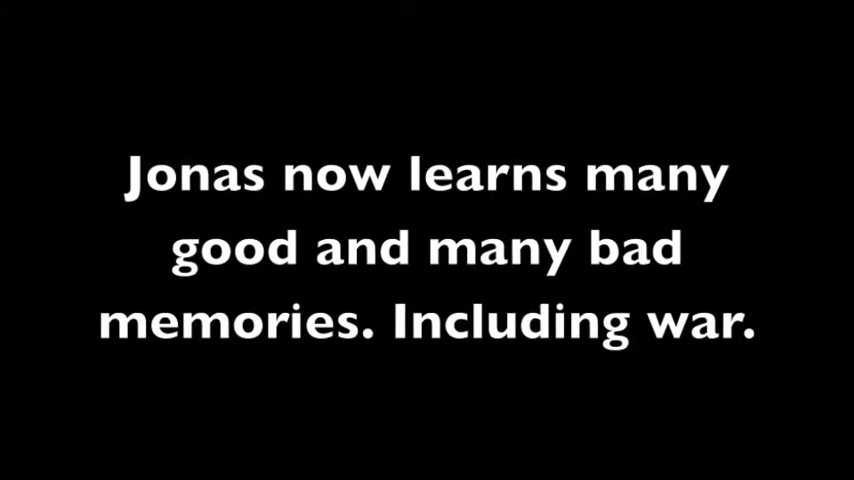 Jonas now learns many
good and many bad
memories. Including war.